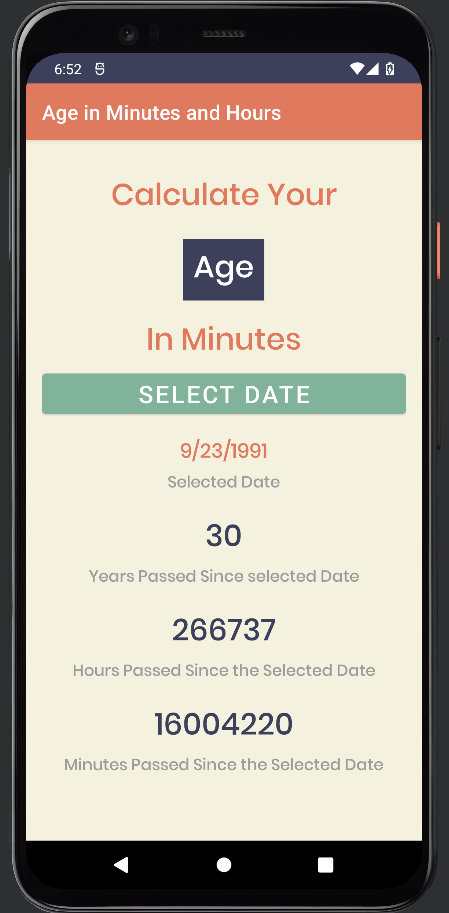 6:52
Age in Minutes and Hours
Calculate Your
Age
In Minutes
SELECT DATE
9/23/1991
Selected Date
30
Years Passed Since selected Date
266737
Hours Passed Since the Selected Date
16004220
Minutes Passed Since the Selected Date